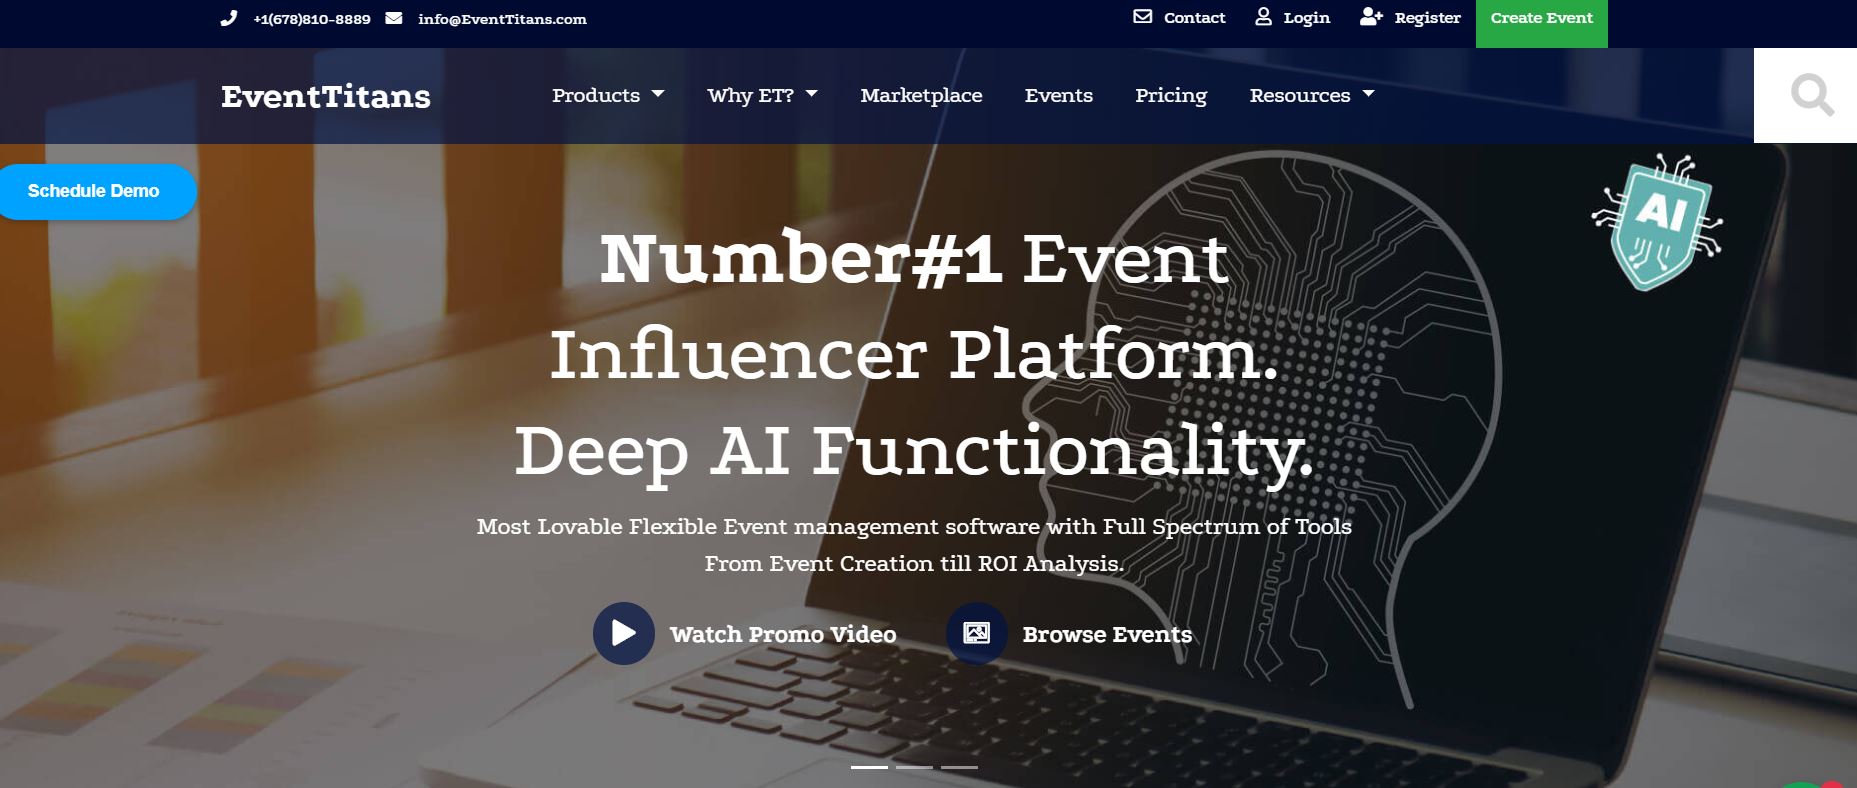 +1(678)810-8889 info@EventTitans.com Contact Login Register Create Event
EventTitans Products Why ET? Marketplace Events Pricing Resources
Schedule Demo
AI
Number#1 Event
Influencer Platform.
Deep AI Functionality.
Most Lovable Flexible Event management software with Full Spectrum of Tools
From Event Creation till ROI Analysis.
Watch Promo Video Browse Events